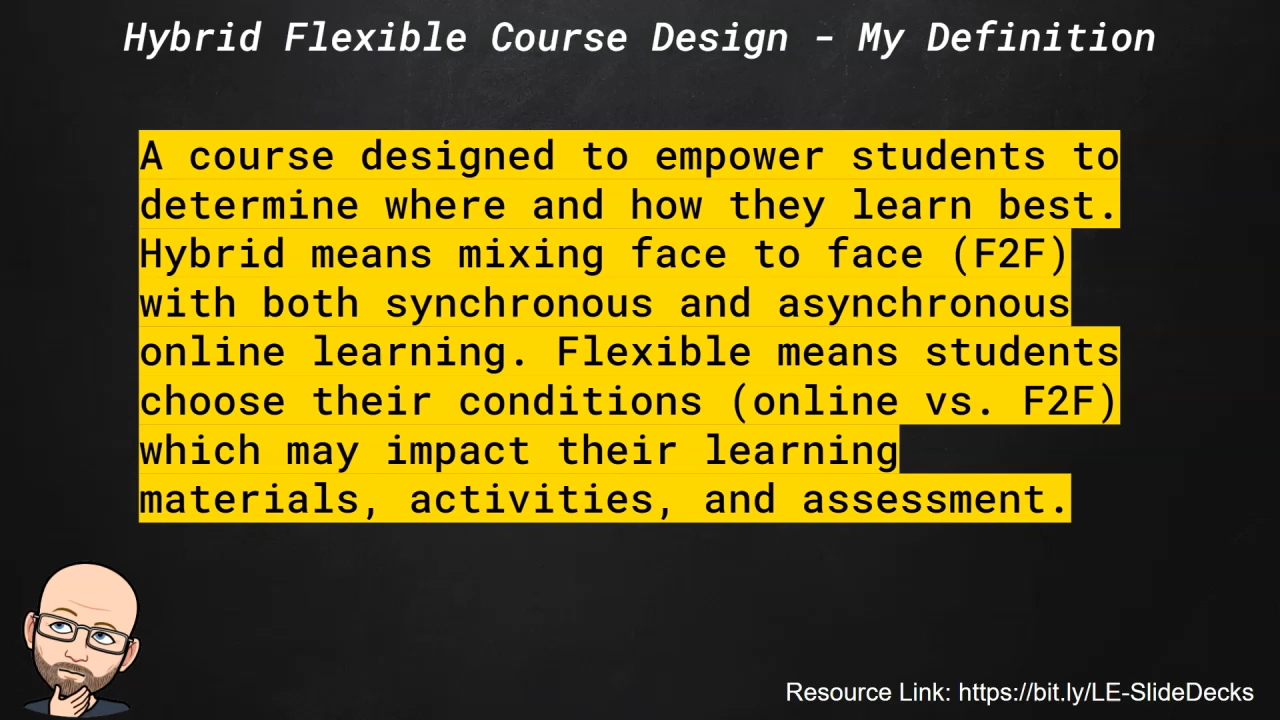 Hybrid Flexible Course Design - My Definition
A course designed to empower students to
determine where and how they learn best.
Hybrid means mixing face to face (F2F)
with both synchronous and asynchronous
online learning. Flexible means students
choose their conditions (online vs. F2F)
which may impact their learning
materials, activities, and assessment.
Resource Link: https://bit.ly/LE-SlideDecks